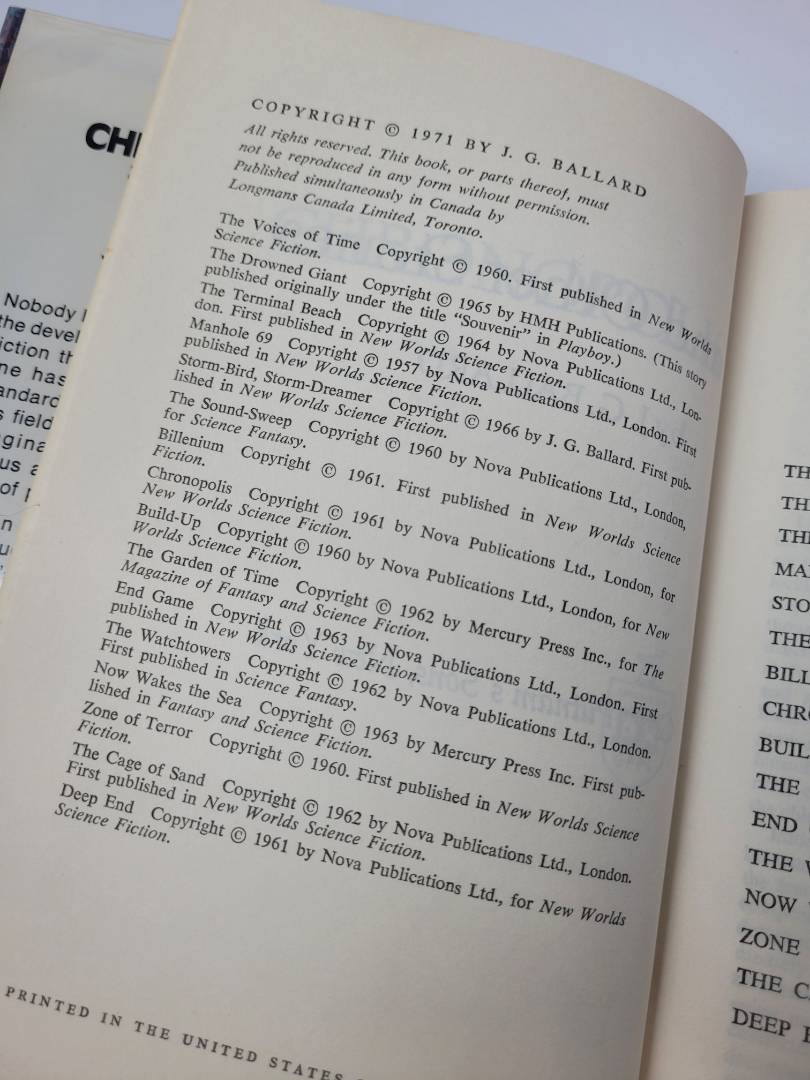 CH
Nobody
the devel
iction th
ne has
andard
s field
gina
us a
of
n
COPYRIGHT © 1971 BY J. G. BALLARD
All rights reserved. This book, or parts thereof, must
not be reproduced in any form without permission.
Published simultaneously in Canada by
Longmans Canada Limited, Toronto.
The Voices of Time Copyright © 1960. First published in New Worlds
Science Fiction.
The Drowned Giant Copyright © 1965 by HMH Publications. (This story
published originally under the title "Souvenir" in Playboy.)
The Terminal Beach Copyright © 1964 by Nova Publications Ltd., Lon-
don. First published in New Worlds Science Fiction.
Manhole 69 Copyright © 1957 by Nova Publications Ltd., London. First
published in New Worlds Science Fiction.
Storm-Bird, Storm-Dreamer Copyright © 1966 by J. G. Ballard. First pub-
lished in New Worlds Science Fiction.
The Sound-Sweep Copyright © 1960 by Nova Publications Ltd., London,
for Science Fantasy.
Billenium Copyright © 1961. First published in New Worlds Science
Fiction.
Chronopolis Copyright © 1961 by Nova Publications Ltd., London, for
New Worlds Science Fiction.
Build-Up Copyright © 1960 by Nova Publications Ltd., London, for New
Worlds Science Fiction.
The Garden of Time Copyright © 1962 by Mercury Press Inc., for The
Magazine of Fantasy and Science Fiction.
End Game Copyright © 1963 by Nova Publications Ltd., London. First
published in New Worlds Science Fiction.
The Watchtowers Copyright © 1962 by Nova Publications Ltd., London.
First published in Science Fantasy.
Now Wakes the Sea Copyright © 1963 by Mercury Press Inc. First pub-
lished in Fantasy and Science Fiction.
Zone of Terror Copyright © 1960. First published in New Worlds Science
Fiction.
The Cage of Sand Copyright © 1962 by Nova Publications Ltd., London.
First published in New Worlds Science Fiction.
Deep End Copyright © 1961 by Nova Publications Ltd., for New Worlds
Science Fiction.
PRINTED IN THE UNITED STATES
TH
TH
THE
MA
STO
THE
BILL
CHRO
BUIL
THE
END
THE
NOW
ZONE
THE C
DEEP